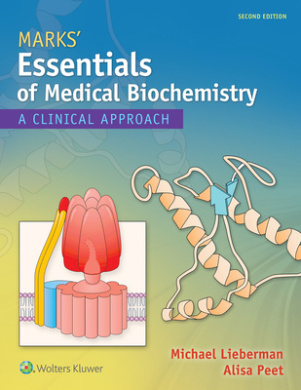 SECOND EDITION
MARKS'
Essentials
of Medical Biochemistry
A CLINICAL APPROACH
Michael Lieberman
Alisa Peet
Wolters Kluwer